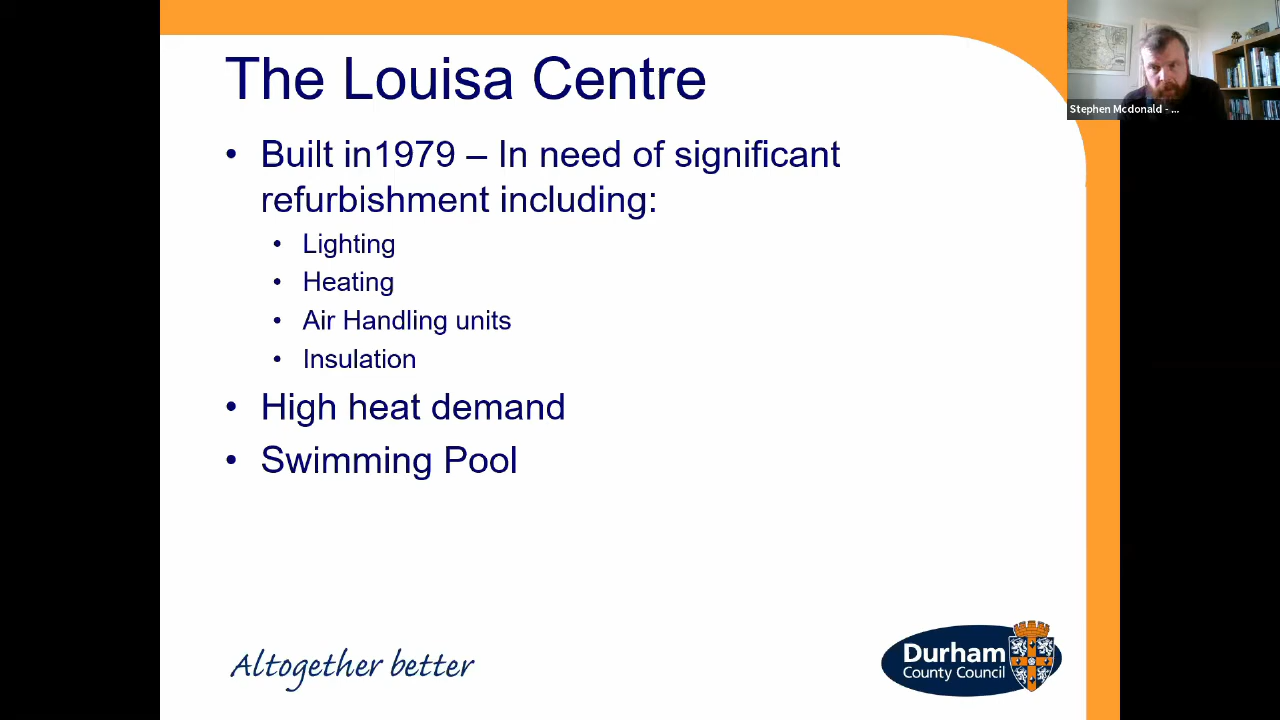 The Louisa Centre
Stephen Mcdonald - ...
• Built in1979 – In need of significant
refurbishment including:
• Lighting
• Heating
• Air Handling units
• Insulation
• High heat demand
• Swimming Pool
Altogether better
Durham
County Council